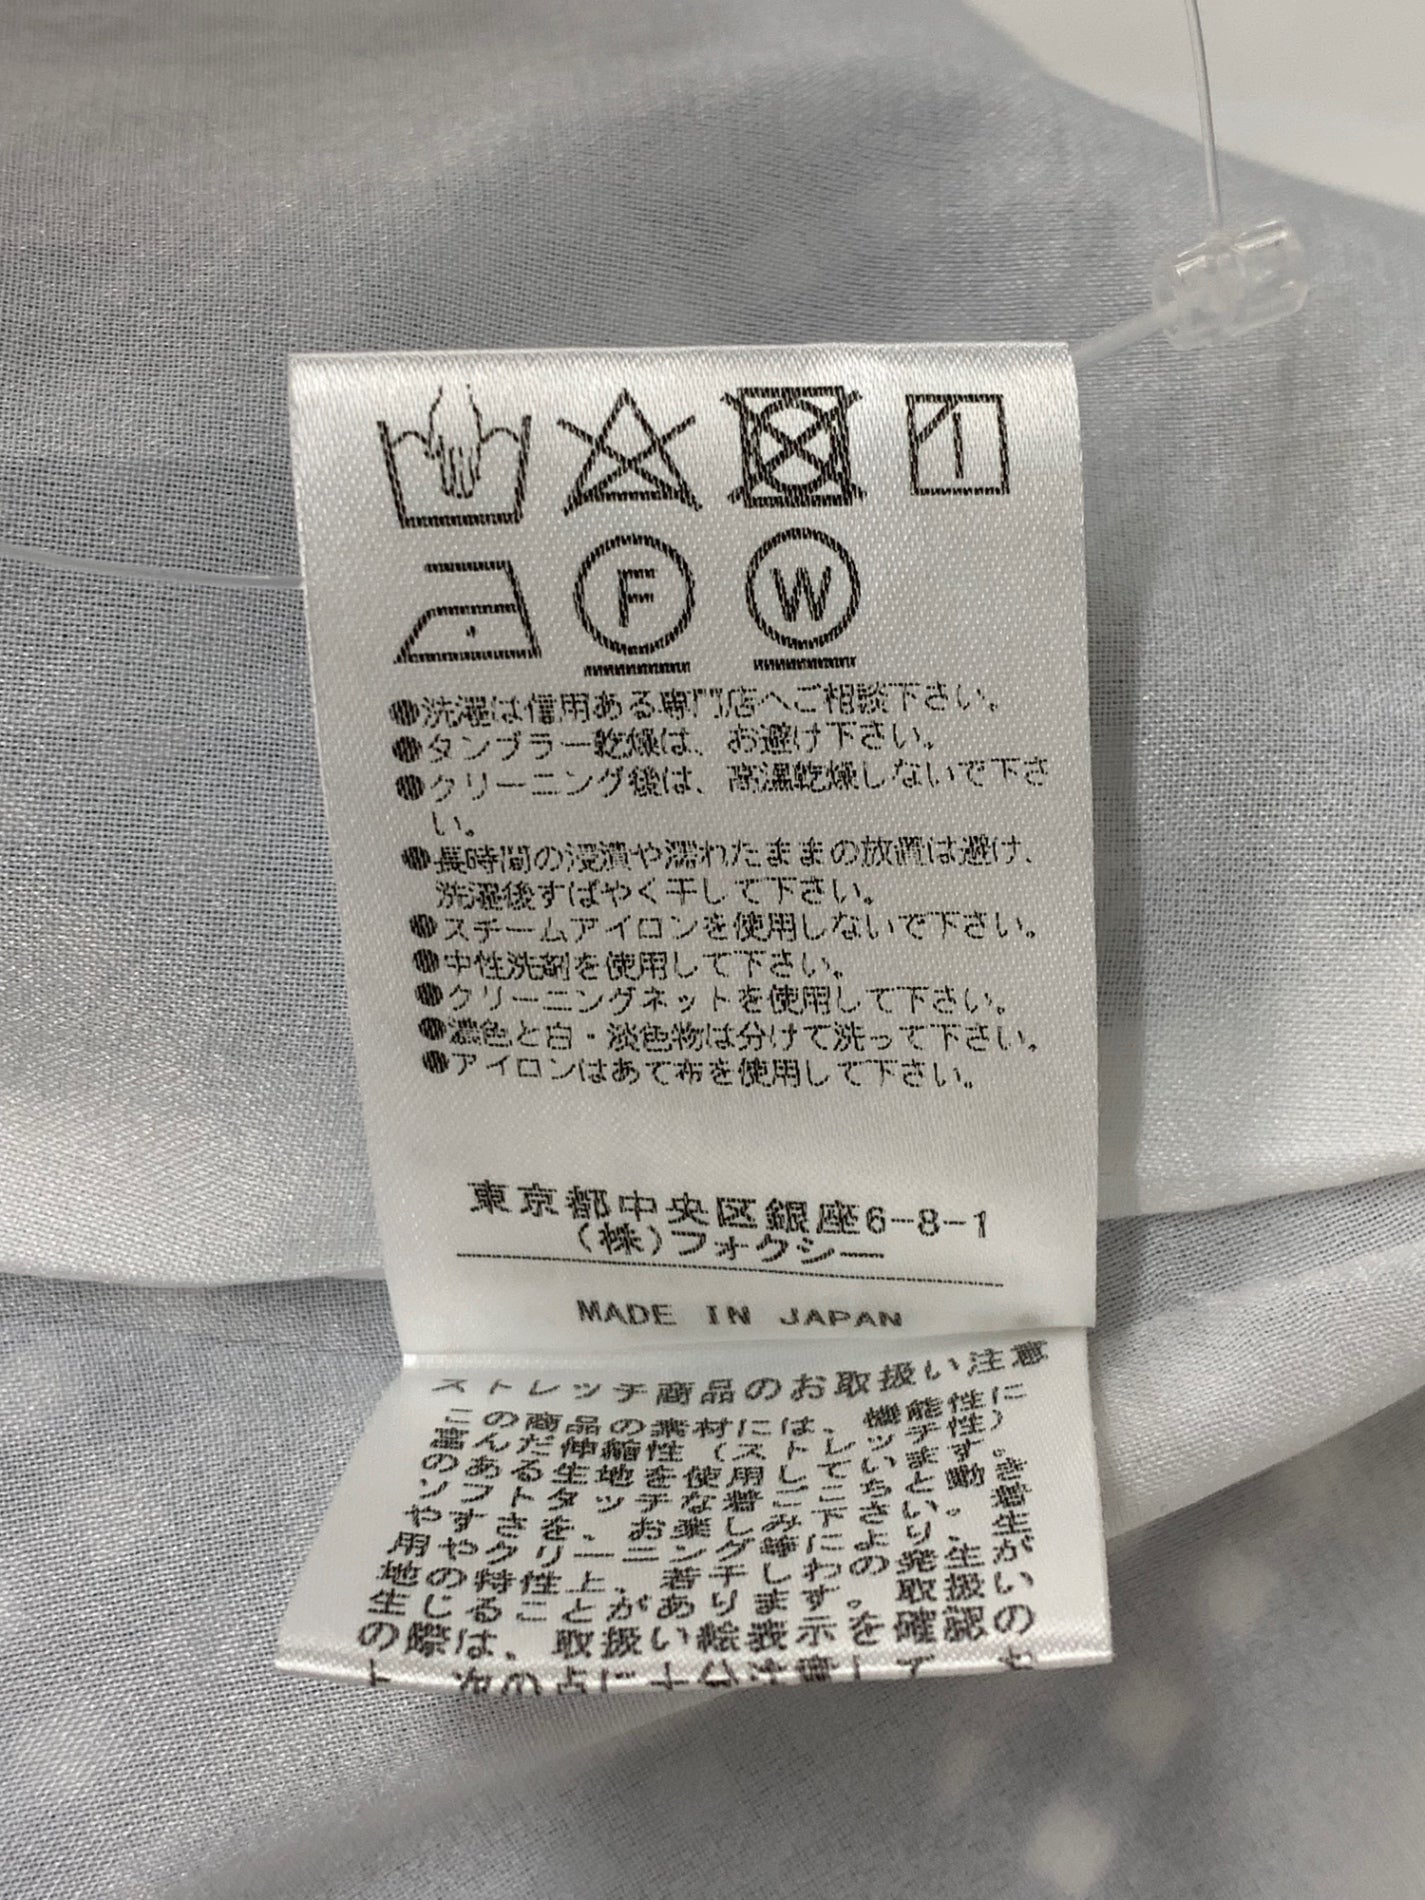 F
W
●洗濯は信用ある専門店へご相談下さい。
●タンブラー乾燥は、お避け下さい。
●クリーニング後は、高温乾燥しないで下さ
い。
●長時間の浸漬や濡れたままの放置は避け、
洗濯後すばやく干して下さい。
●スチームアイロンを使用しないで下さい。
●中性洗剤を使用して下さい。
●クリーニングネットを使用して下さい。
●濃色と白・淡色物は分けて洗って下さい。
●アイロンはあて布を使用して下さい。
東京都中央区銀座6-8-1
(株)フォクシー
MADE IN JAPAN
ストレッチ商品のお取扱い注意
この商品の素材には、機能性に
富んだ伸縮性(ストレッチ性)
のある生地を使用しています。
ソフトタッチな着ごこちと動き
やすさを、お楽しみ下さい。着
用やクリーニング等により、生
地の特性上、若干しわの発生が
生じることがあります。取扱い
の際は、取扱い絵表示を確認の
上、次の点に十分注意して